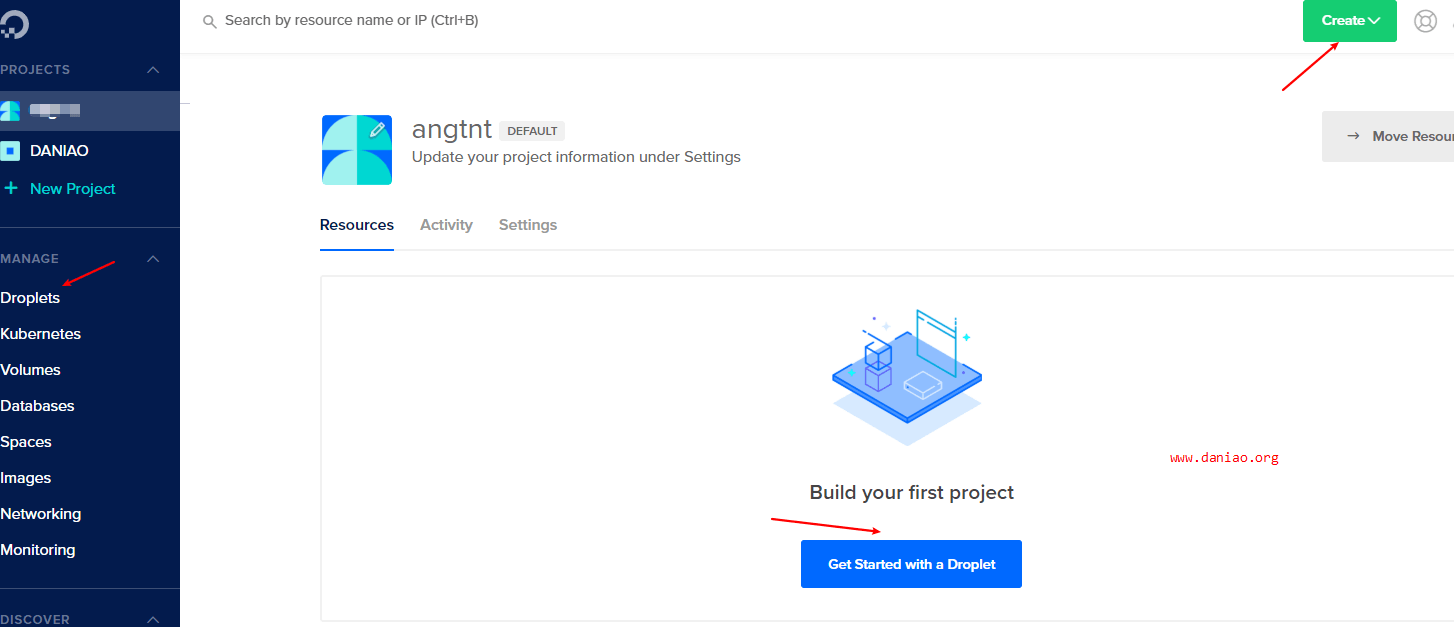 Search by resource name or IP (Ctrl+B)
Create
PROJECTS
DANIAO
New Project
MANAGE
Droplets
Kubernetes
Volumes
Databases
Spaces
Images
Networking
Monitoring
DISCOVER
angtnt DEFAULT
Update your project information under Settings
Move Resour
Resources Activity Settings
www.daniao.org
Build your first project
Get Started with a Droplet